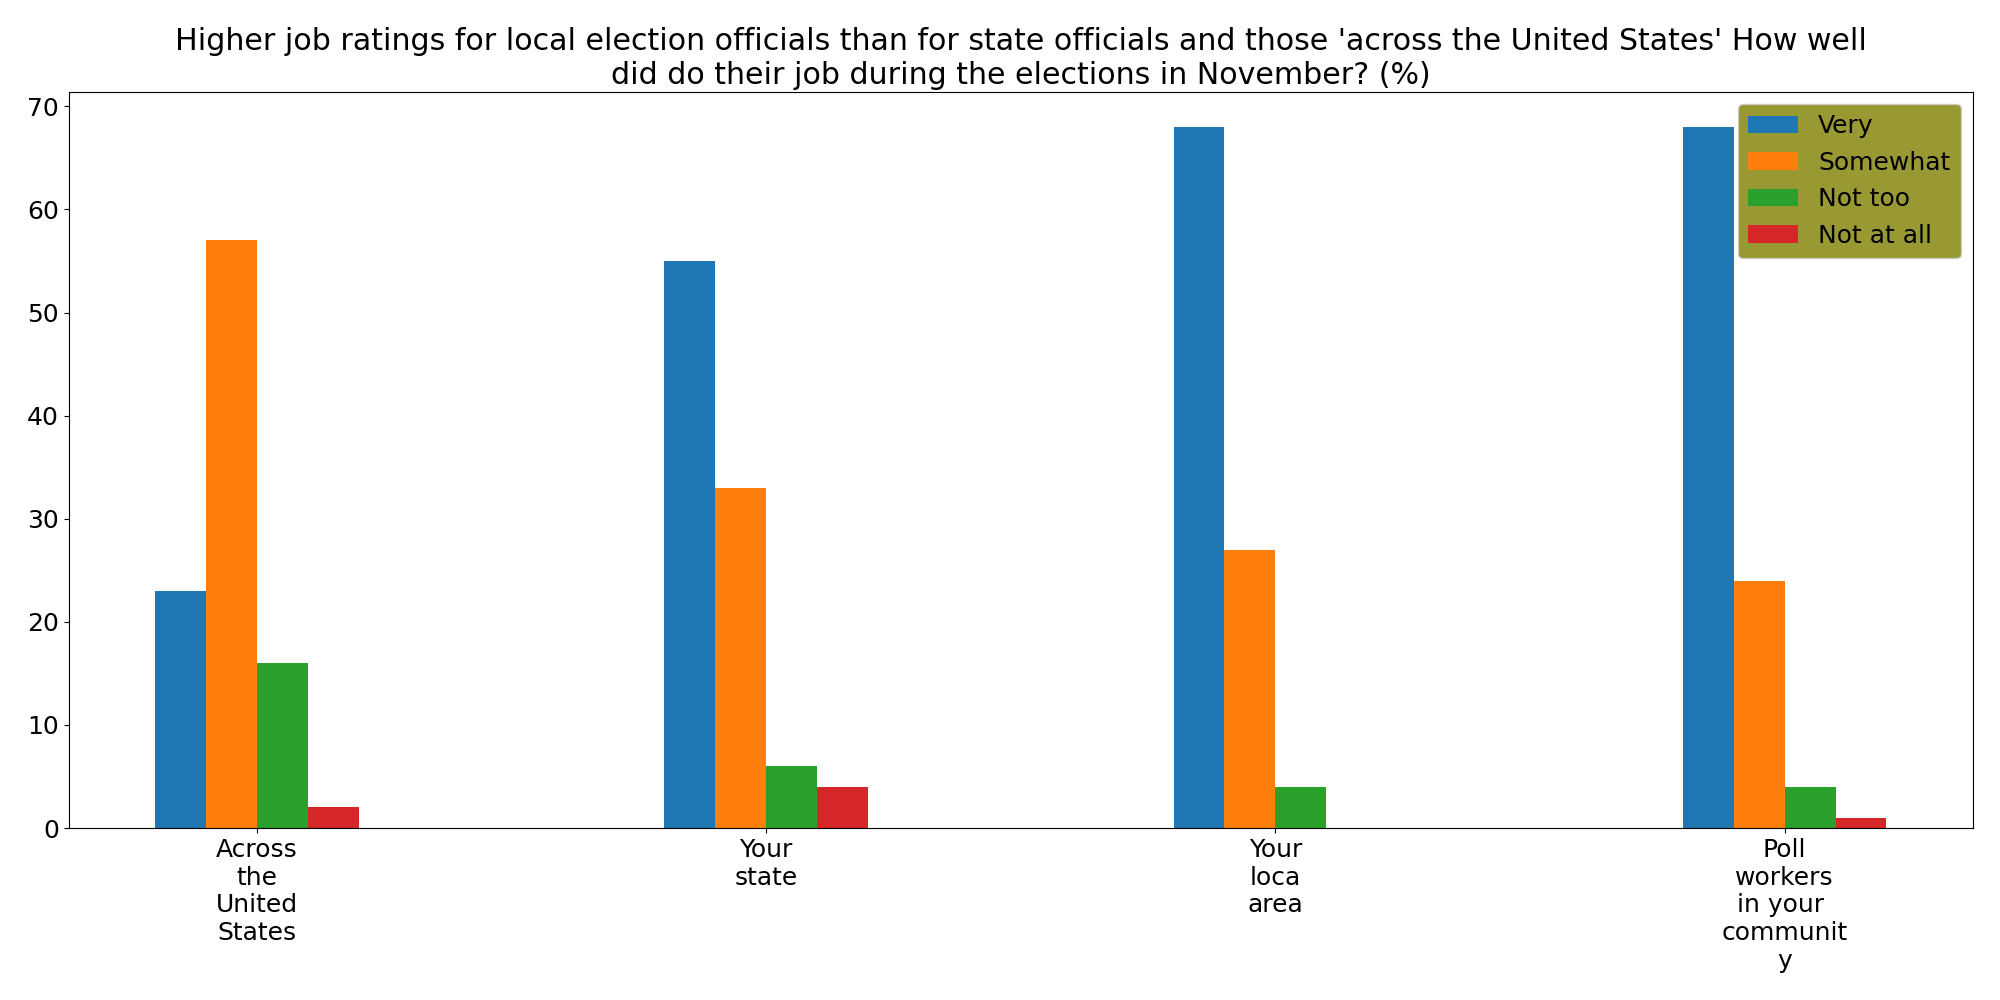 Higher job ratings for local election officials than for state officials and those 'across the United States' How well
did do their job during the elections in November? (%)
70
60
50
40
30
20
10
0
Very
Somewhat
Not too
Not at all
Across
the
United
States
Your
state
Your
loca
area
Poll
workers
in your
communit
y